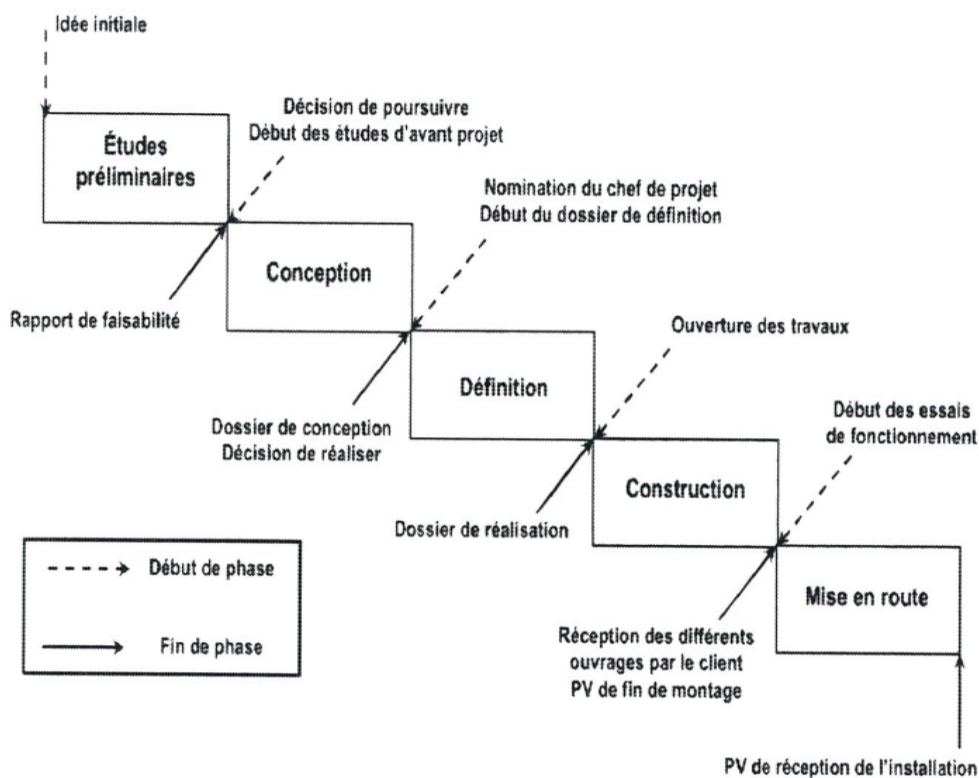 Idée initiale
Études
préliminaires
Décision de poursuivre
Début des études d'avant projet
Nomination du chef de projet
Début du dossier de définition
Conception
Rapport de faisabilité
Ouverture des travaux
Définition
Dossier de conception
Décision de réaliser
Début des essais
de fonctionnement
Construction
Dossier de réalisation
Début de phase
Fin de phase
Mise en route
Réception des différents
ouvrages par le client
PV de fin de montage
PV de réception de l'installation